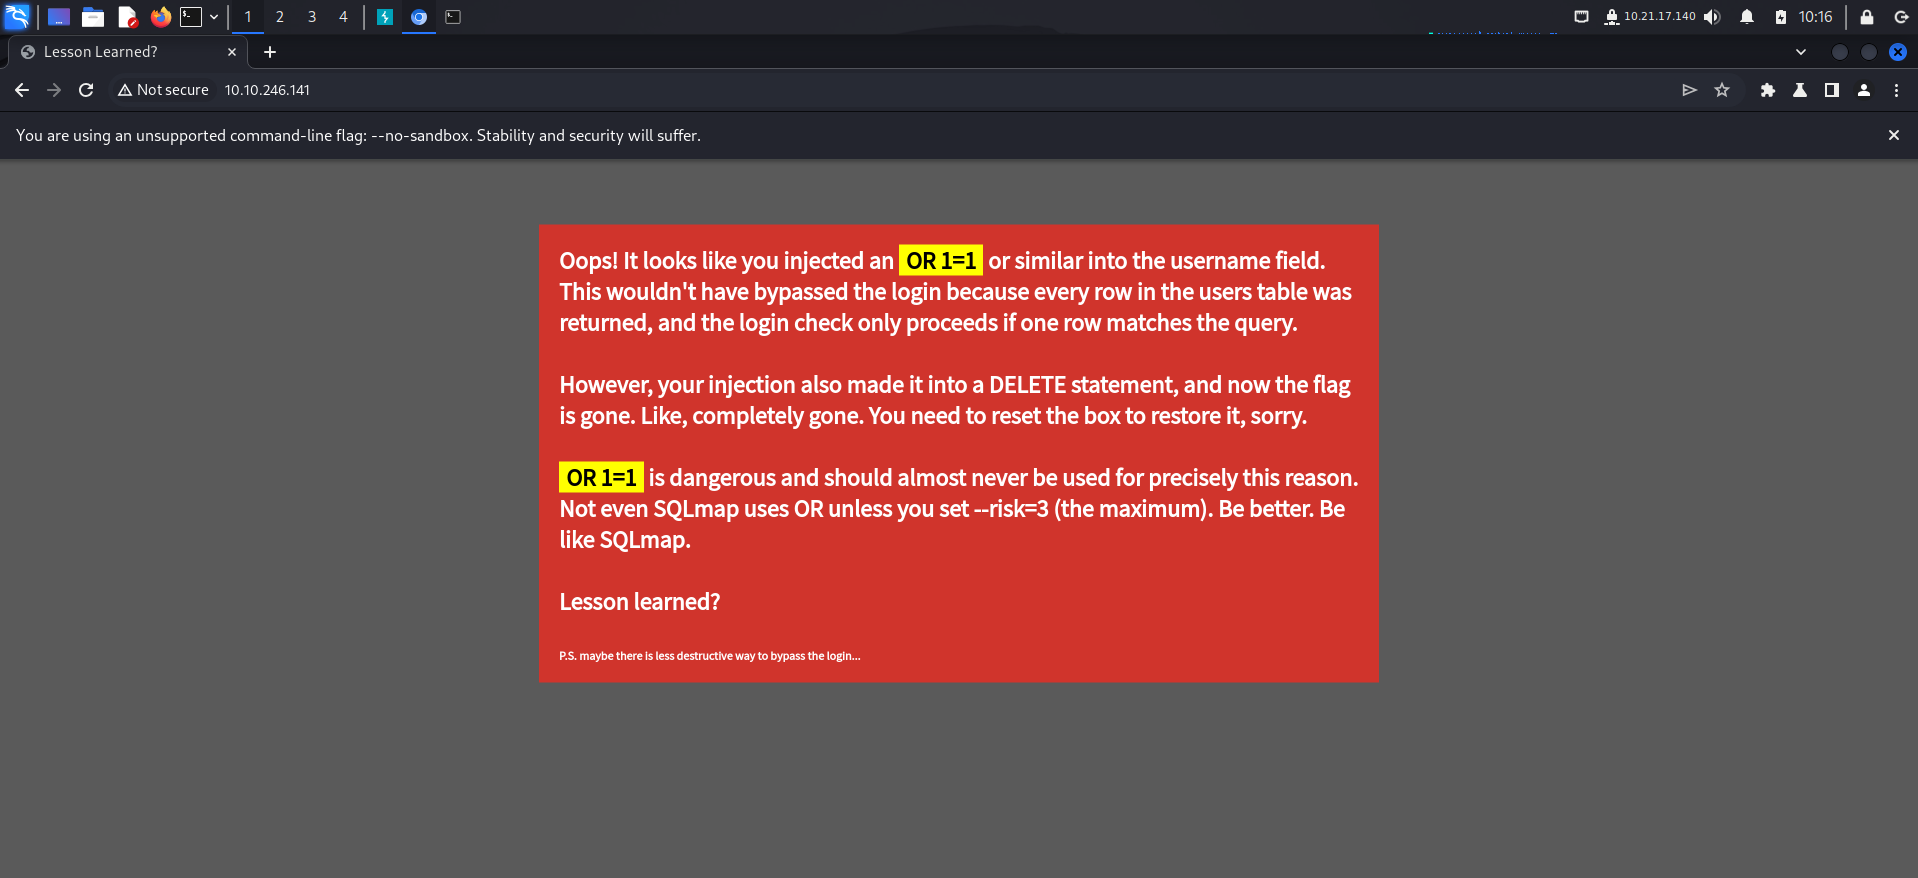 1 2 3 4 10.21.17.140 10:16
Lesson Learned?
Not secure 10.10.246.141
You are using an unsupported command-line flag: --no-sandbox. Stability and security will suffer.
Oops! It looks like you injected an OR 1=1 or similar into the username field.
This wouldn't have bypassed the login because every row in the users table was
returned, and the login check only proceeds if one row matches the query.
However, your injection also made it into a DELETE statement, and now the flag
is gone. Like, completely gone. You need to reset the box to restore it, sorry.
OR 1=1 is dangerous and should almost never be used for precisely this reason.
Not even SQLmap uses OR unless you set --risk=3 (the maximum). Be better. Be
like SQLmap.
Lesson learned?
P.S. maybe there is less destructive way to bypass the login...